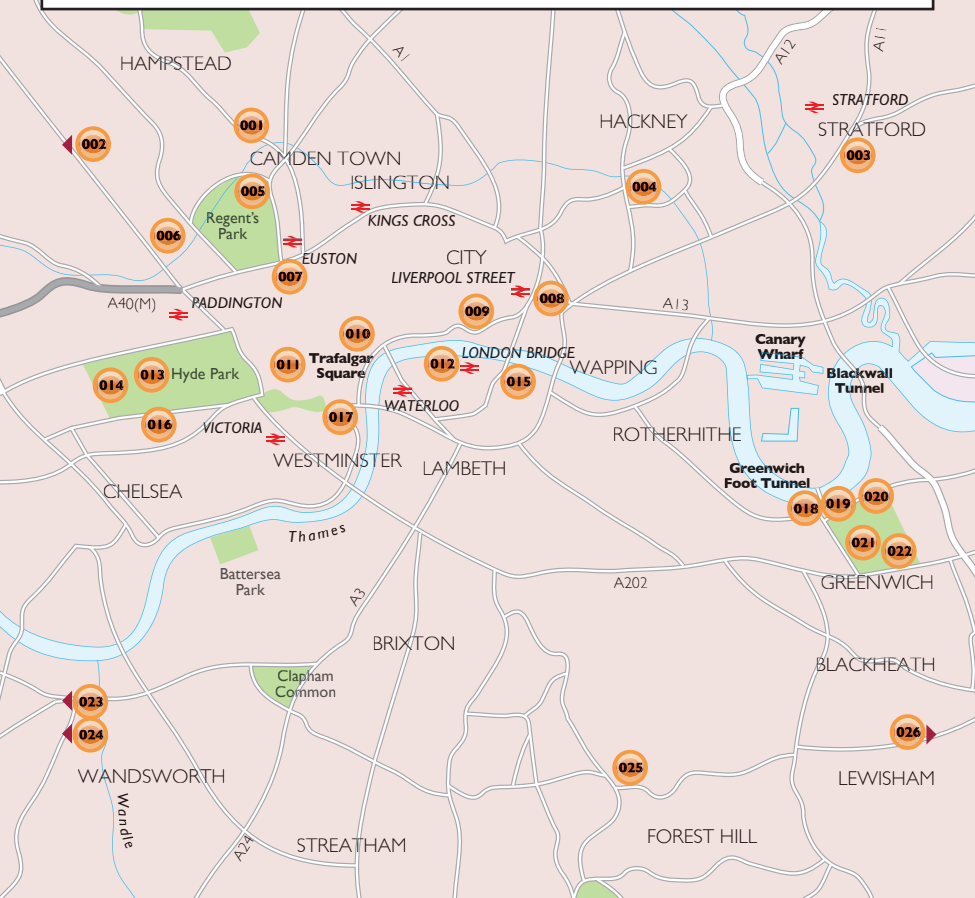 HAMPSTEAD
A1
A12
A11
STRATFORD
STRATFORD
001
HACKNEY
002
003
CAMDEN TOWN
ISLINGTON
004
005
Regent's
Park
KINGS CROSS
006
EUSTON
CITY
007
LIVERPOOL STREET
008
A40(M)
PADDINGTON
A13
009
010
Trafalgar
Square
011
012
LONDON BRIDGE
Canary
Wharf
WAPPING
Blackwall
Tunnel
013
Hyde Park
014
015
WATERLOO
016
017
VICTORIA
ROTHERHITHE
WESTMINSTER
LAMBETH
Greenwich
Foot Tunnel
CHELSEA
018
019
020
Thames
021
022
Battersea
Park
A202
GREENWICH
A3
BRIXTON
BLACKHEATH
Clapham
Common
023
024
026
025
WANDSWORTH
LEWISHAM
Wandle
STREATHAM
A24
FOREST HILL